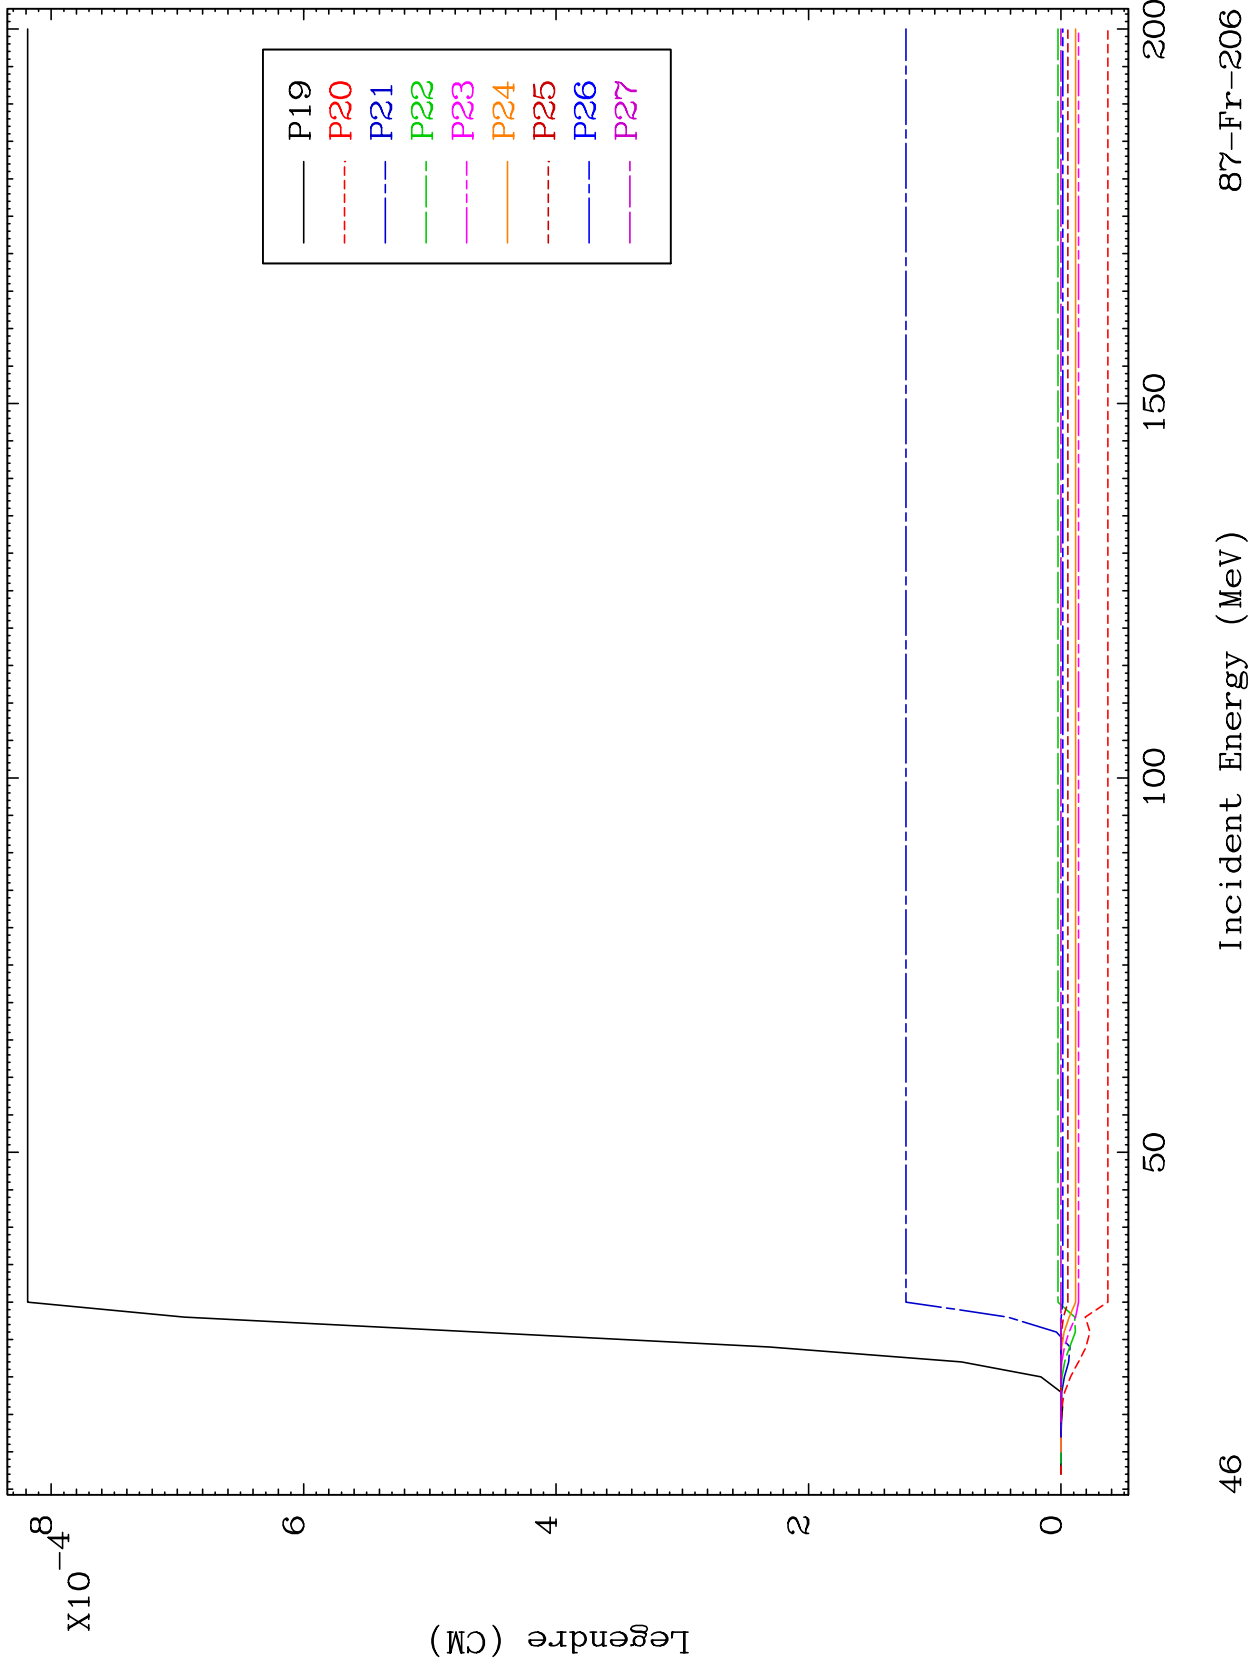 X10
-4
8
6
4
2
0
Legendre (CM)
P19
P20
P21
P22
P23
P24
P25
P26
P27
50
100
150
200
Incident Energy (MeV)
46
87-Fr-206